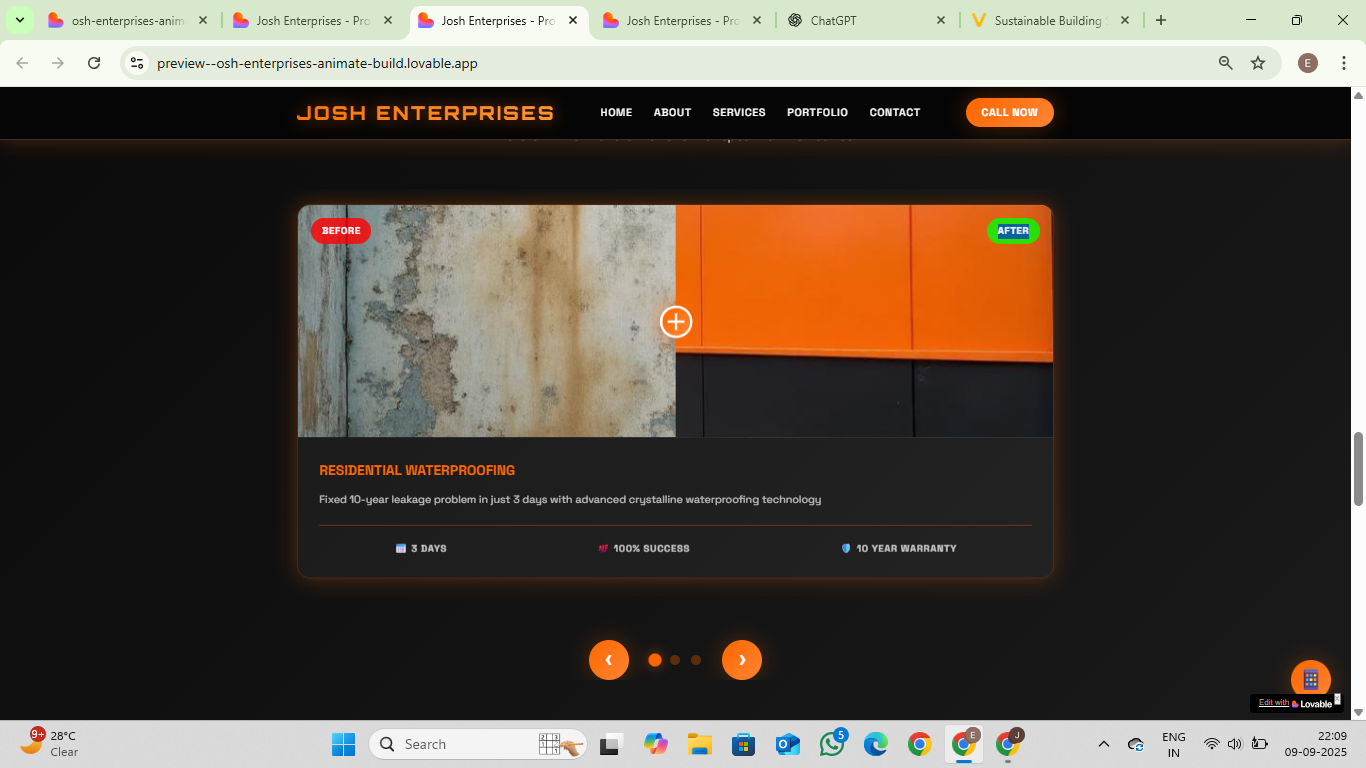 osh-enterprises-anim
Josh Enterprises - Pro
Josh Enterprises - Pro
Josh Enterprises - Pro
ChatGPT
Sustainable Building
preview--osh-enterprises-animate-build.lovable.app
E
JOSH ENTERPRISES
HOME
ABOUT
SERVICES
PORTFOLIO
CONTACT
CALL NOW
BEFORE
AFTER
RESIDENTIAL WATERPROOFING
Fixed 10-year leakage problem in just 3 days with advanced crystalline waterproofing technology
3 DAYS
100% SUCCESS
10 YEAR WARRANTY
Edit with Lovable
9+
28°C
Clear
Search
5
E
J
ENG
IN
22:09
09-09-2025